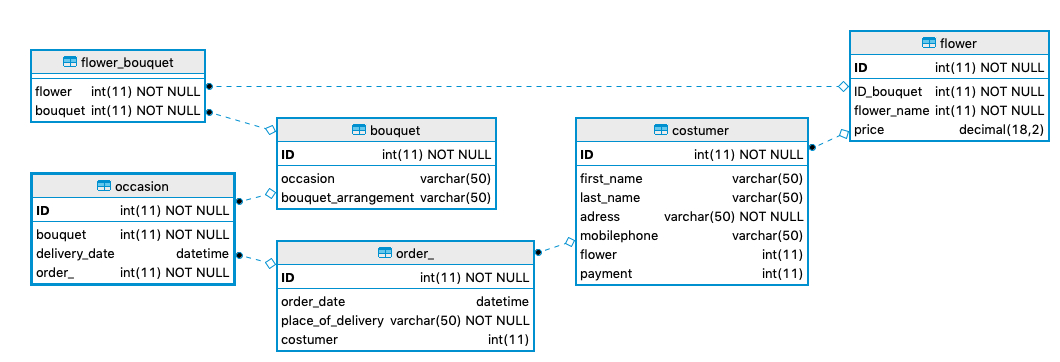 flower_bouquet
flower int(11) NOT NULL
bouquet int(11) NOT NULL
flower
ID int(11) NOT NULL
ID_bouquet int(11) NOT NULL
flower_name int(11) NOT NULL
price decimal(18,2)
bouquet
ID int(11) NOT NULL
occasion varchar(50)
bouquet_arrangement varchar(50)
costumer
ID int(11) NOT NULL
first_name varchar(50)
last_name varchar(50)
adress varchar(50) NOT NULL
mobilephone varchar(50)
flower int(11)
payment int(11)
occasion
ID int(11) NOT NULL
bouquet int(11) NOT NULL
delivery_date datetime
order_ int(11) NOT NULL
order_
ID int(11) NOT NULL
order_date datetime
place_of_delivery varchar(50) NOT NULL
costumer int(11)